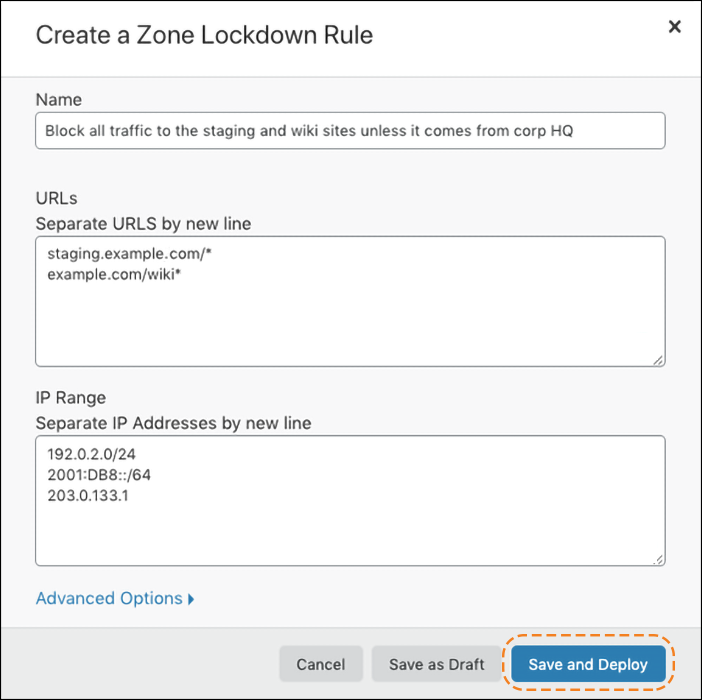 Create a Zone Lockdown Rule
Name
Block all traffic to the staging and wiki sites unless it comes from corp HQ
URLs
Separate URLS by new line
staging.example.com/*
example.com/wiki*
IP Range
Separate IP Addresses by new line
192.0.2.0/24
2001:DB8::/64
203.0.133.1
Advanced Options
Cancel Save as Draft Save and Deploy